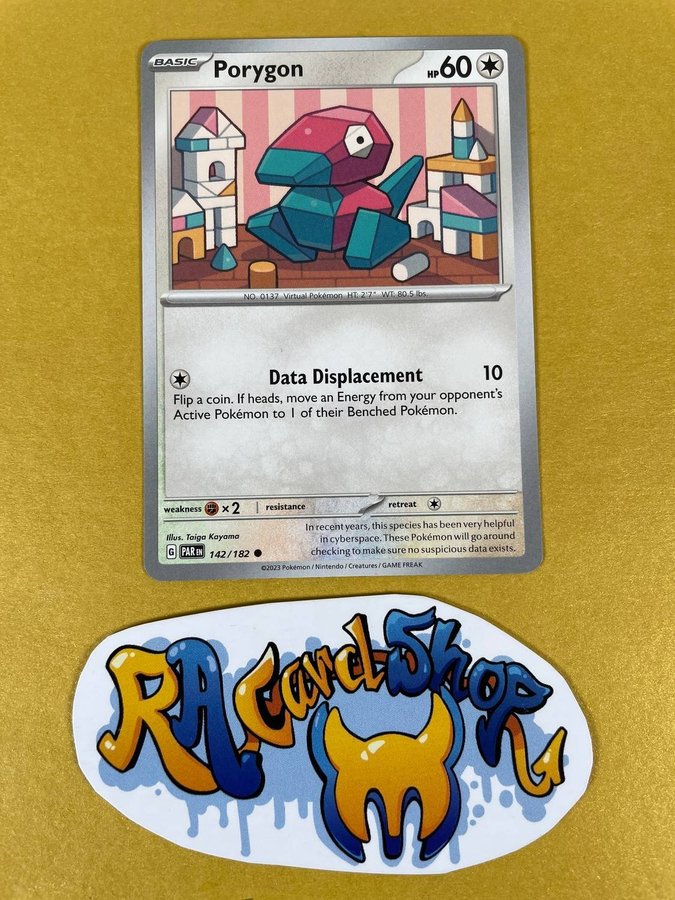 BASIC Porygon HP 60
NO. 0137 Virtual Pokémon HT: 2'7" WT: 80.5 lbs.
Data Displacement 10
Flip a coin. If heads, move an Energy from your opponent's
Active Pokémon to 1 of their Benched Pokémon.
weakness ×2 resistance retreat
Illus. Taiga Kayama
G PAR EN 142/182
In recent years, this species has been very helpful
in cyberspace. These Pokémon will go around
checking to make sure no suspicious data exists.
©2023 Pokémon / Nintendo / Creatures / GAME FREAK
RA Card Shop